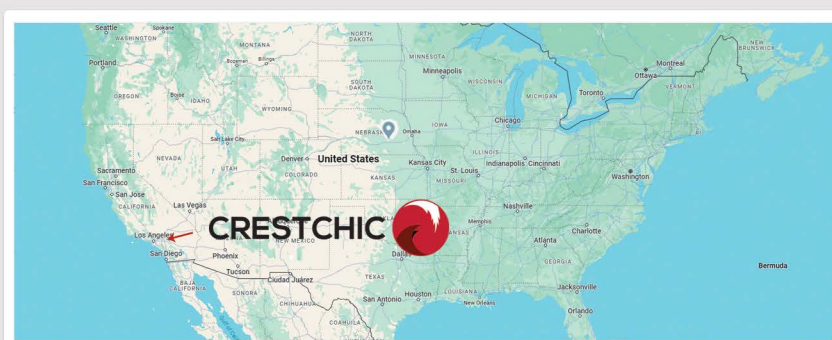 Seattle
Spokane
WASHINGTON
MONTANA
NORTH
DAKOTA
Portland
Bozeman
Billings
MINNESOTA
Minneapolis
OREGON
Boise
IDAHO
SOUTH
DAKOTA
WISCONSIN
WYOMING
MICHIGAN
Toronto
Ottawa
Montreal
VERMONT
NEW
BRUNSWICK
Salt Lake City
NEBRASK
Omaha
IOWA
Chicago
RI
NEVADA
UTAH
Denver
United States
COLORADO
KANSAS
Kansas City
St. Louis
MISSOURI
ILLINOIS
Indianapolis
Cincinnati
Washington
Sacramento
San Francisco
San Jose
CALIFORNIA
Las Vegas
Nashville
Los Angeles
CRESTCHIC
NEW MEXICO
Memphis
Charlotte
Atlanta
San Diego
Phoenix
Tucson
Dallas
GEORGIA
Bermuda
BAJA
CALIFORNIA
SONORA
Ciudad Juárez
CHIHUAHUA
TEXAS
San Antonio
Houston
LOUISIANA
New Orleans
Jacksonville
Orlando
COAHUILA